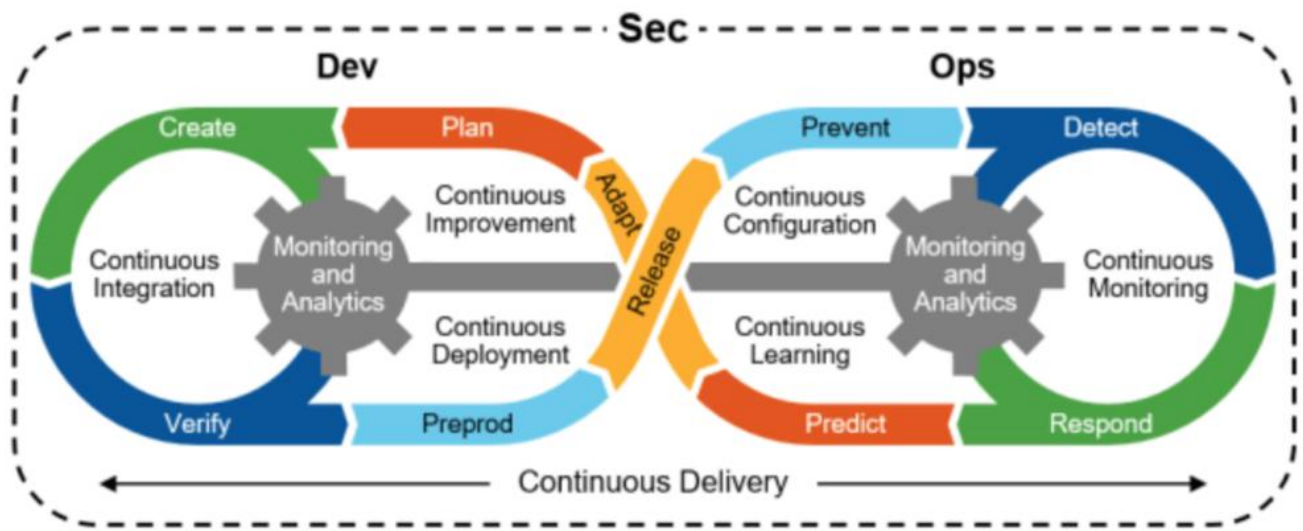 Sec
Dev
Ops
Create
Plan
Prevent
Detect
Adapt
Release
Continuous
Improvement
Continuous
Configuration
Continuous
Integration
Monitoring
and
Analytics
Monitoring
and
Analytics
Continuous
Monitoring
Continuous
Deployment
Continuous
Learning
Verify
Preprod
Predict
Respond
Continuous Delivery